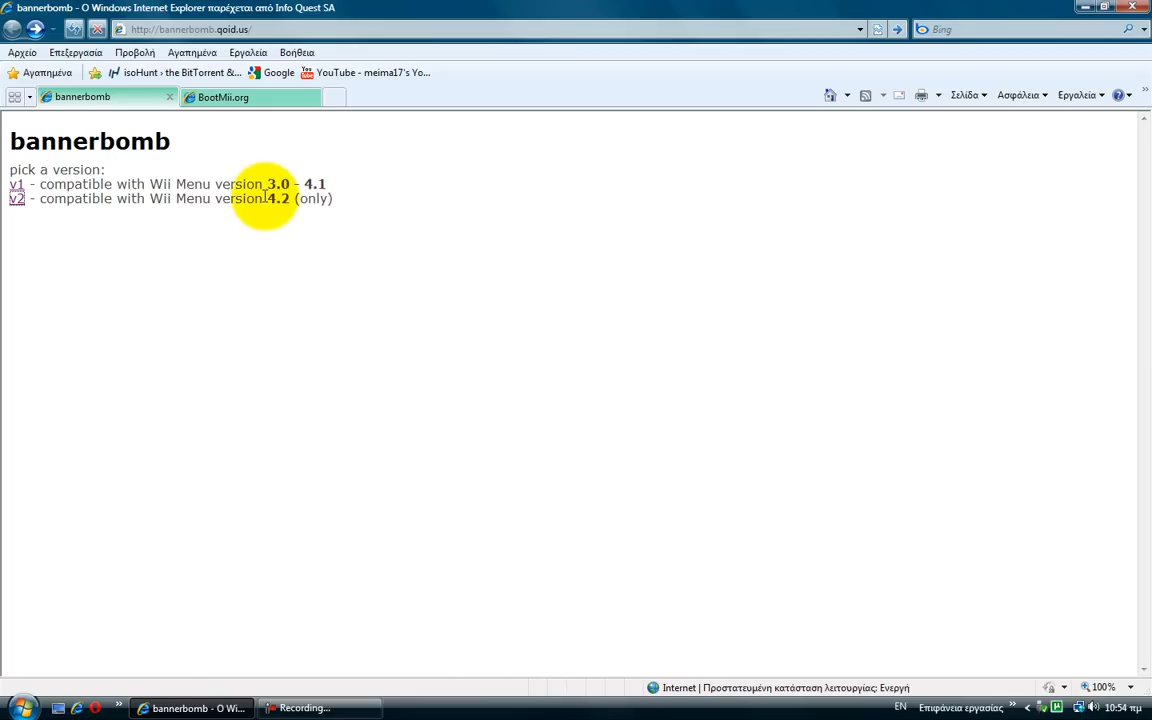 bannerbomb - Ο Windows Internet Explorer παρέχεται από Info Quest SA
http://bannerbomb.qoid.us/
Bing
Αρχείο Επεξεργασία Προβολή Αγαπημένα Εργαλεία Βοήθεια
Αγαπημένα isoHunt › the BitTorrent &... Google YouTube - meima17's Yo...
bannerbomb BootMii.org Σελίδα Ασφάλεια Εργαλεία
bannerbomb
pick a version:
v1 - compatible with Wii Menu version 3.0 - 4.1
v2 - compatible with Wii Menu version 4.2 (only)
Internet | Προστατευμένη κατάσταση λειτουργίας: Ενεργή 100%
bannerbomb - Ο Wi... Recording... EN Επιφάνεια εργασίας 10:54 πμ